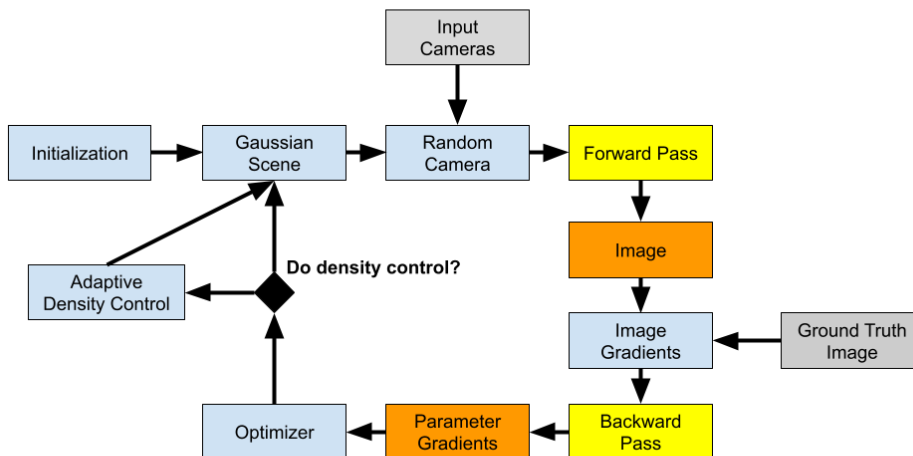 Input
Cameras
Initialization
Gaussian
Scene
Random
Camera
Forward Pass
Image
Do density control?
Adaptive
Density Control
Image
Gradients
Ground Truth
Image
Optimizer
Parameter
Gradients
Backward
Pass